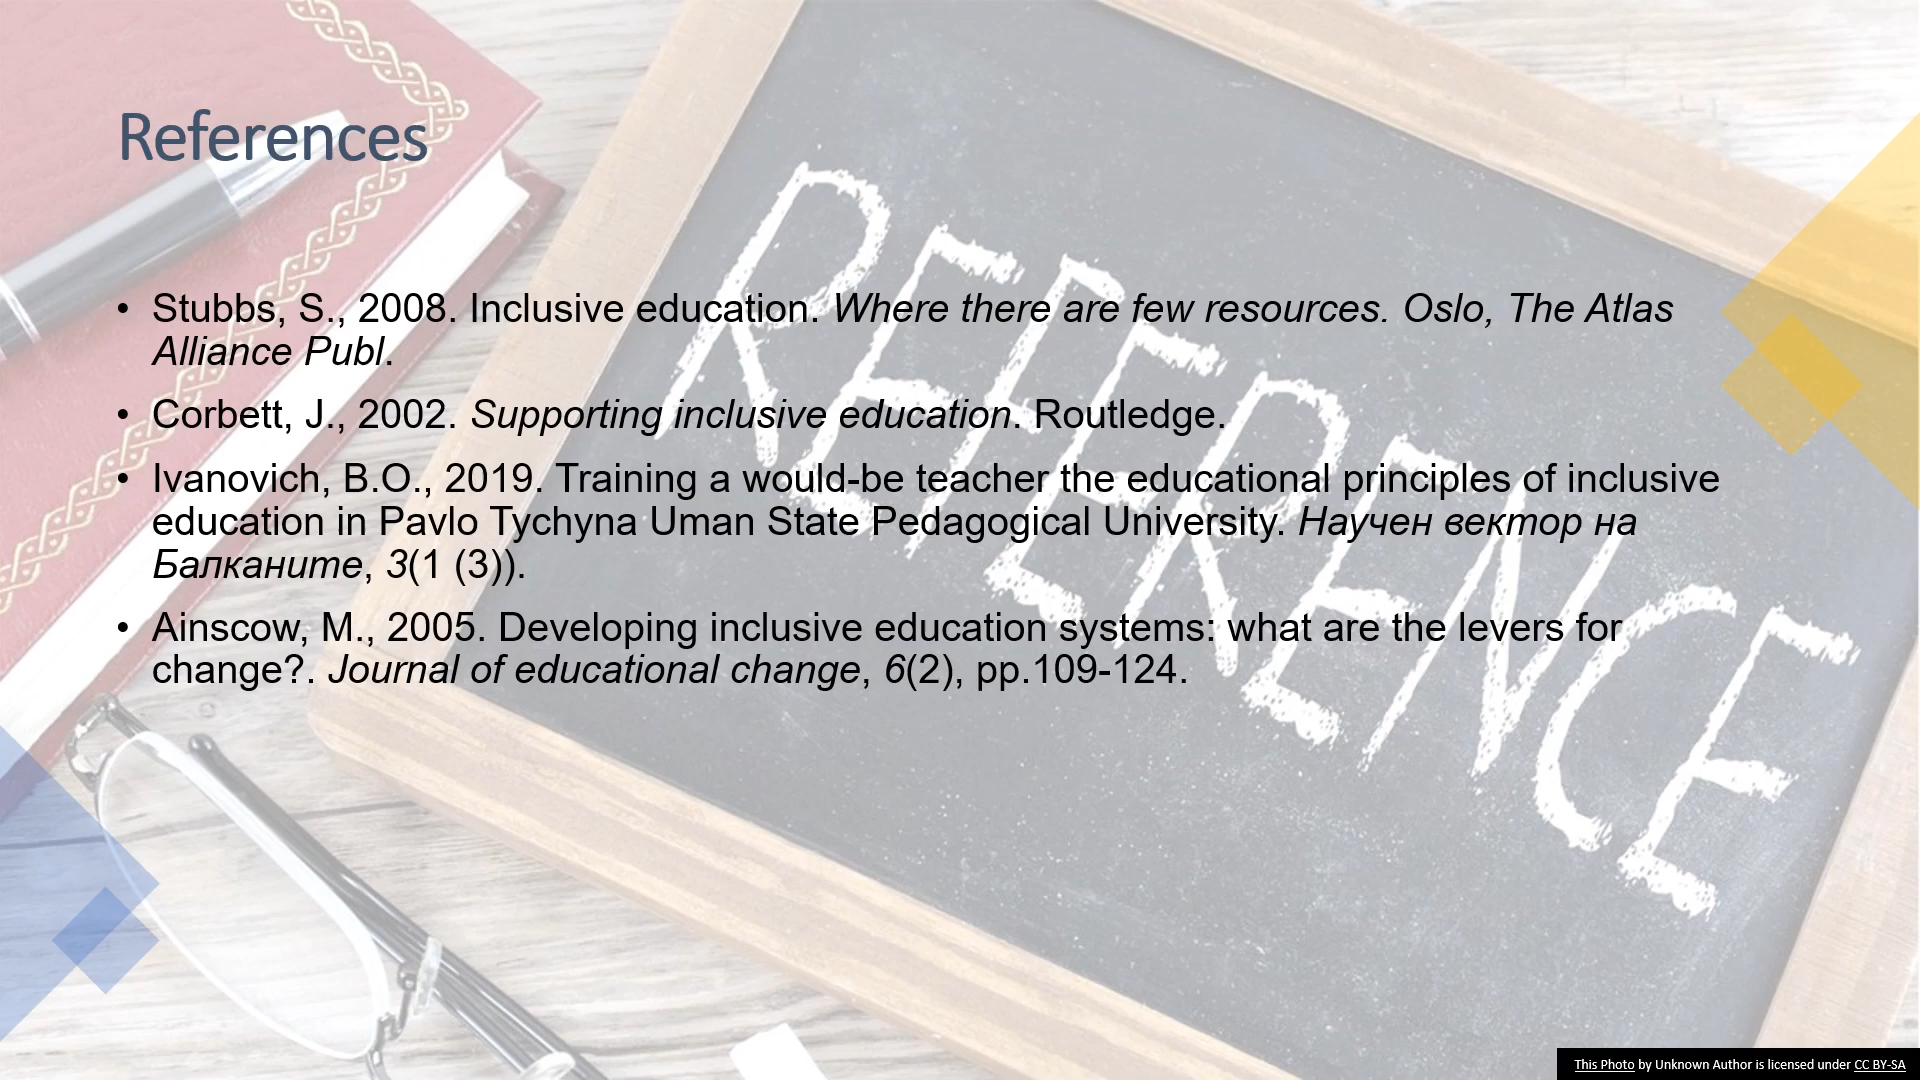 References
• Stubbs, S., 2008. Inclusive education. Where there are few resources. Oslo, The Atlas
Alliance Publ.
• Corbett, J., 2002. Supporting inclusive education. Routledge.
• Ivanovich, B.O., 2019. Training a would-be teacher the educational principles of inclusive
education in Pavlo Tychyna Uman State Pedagogical University. Научен вектор на
Балканите, 3(1 (3)).
• Ainscow, M., 2005. Developing inclusive education systems: what are the levers for
change?. Journal of educational change, 6(2), pp.109-124.
REFERENCE
This Photo by Unknown Author is licensed under CC BY-SA